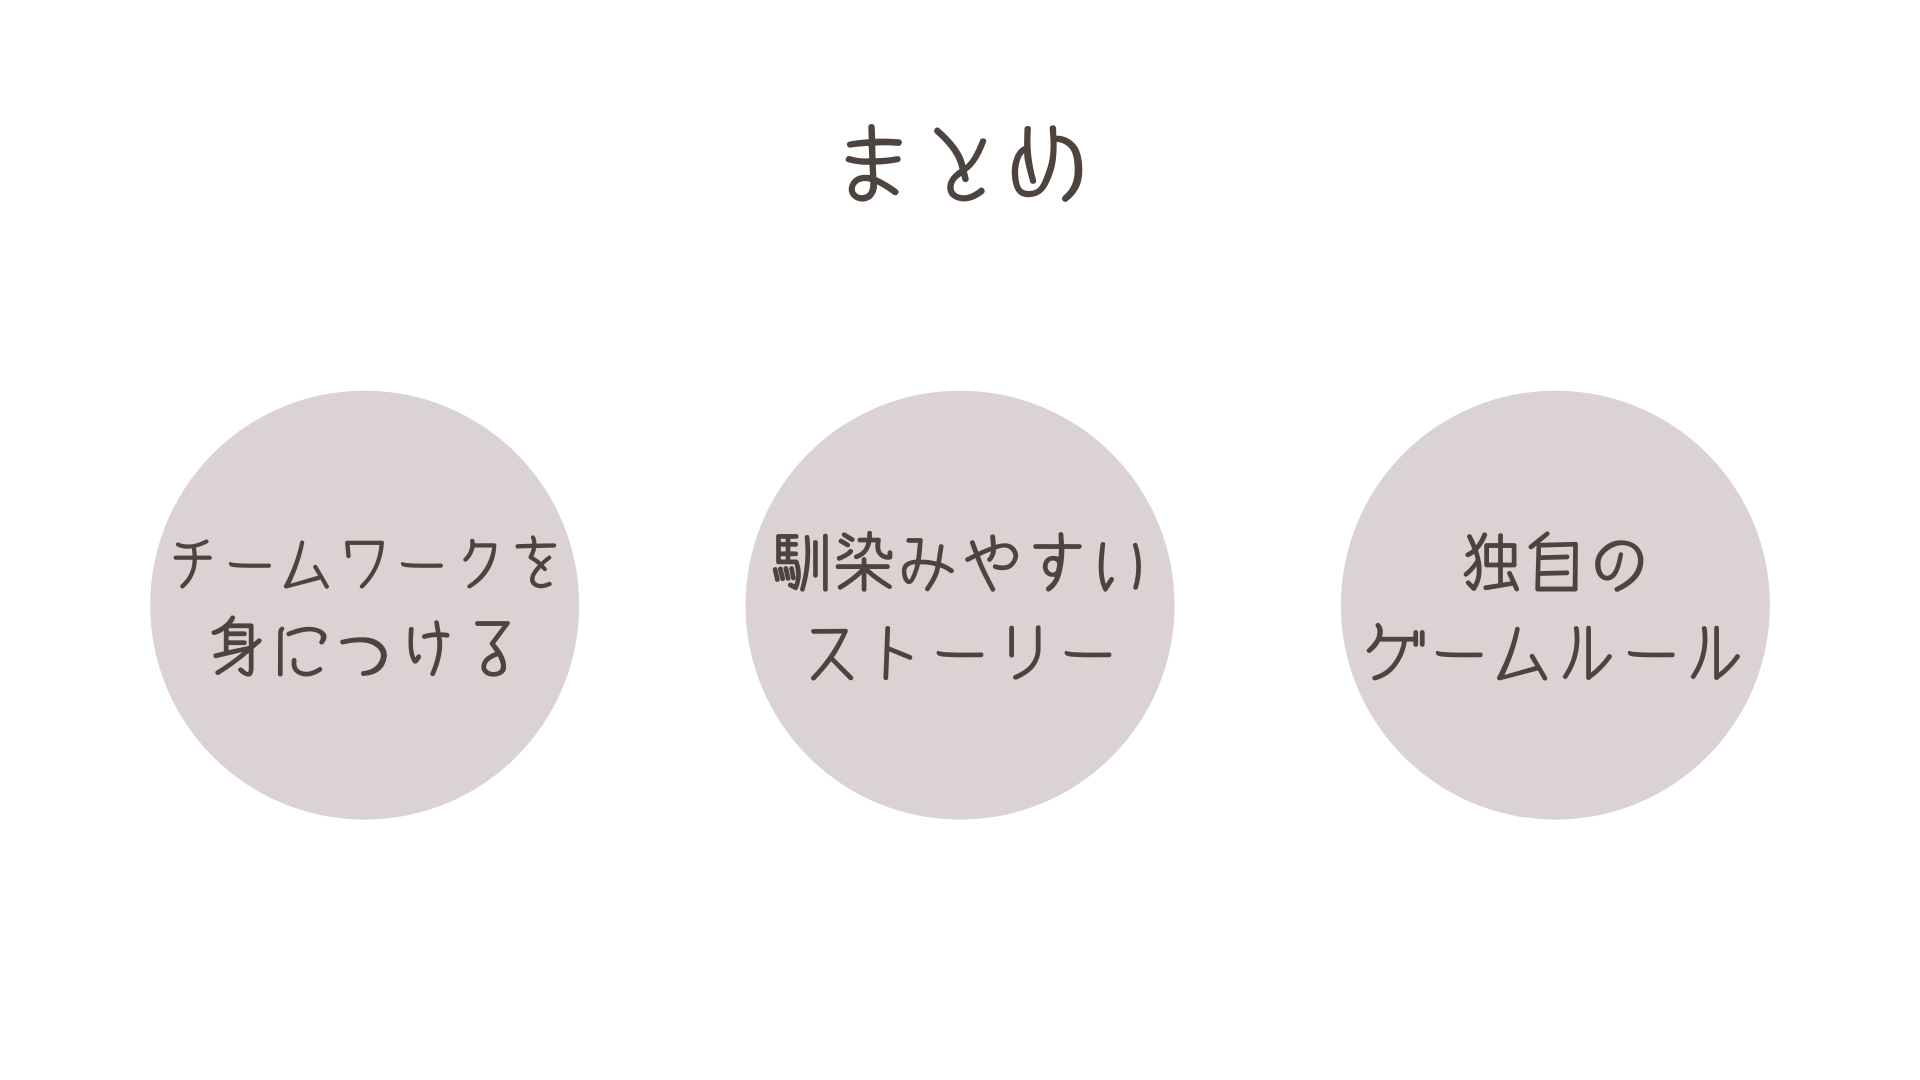 まとめ
チームワークを
身につける
馴染みやすい
ストーリー
独自の
ゲームルール